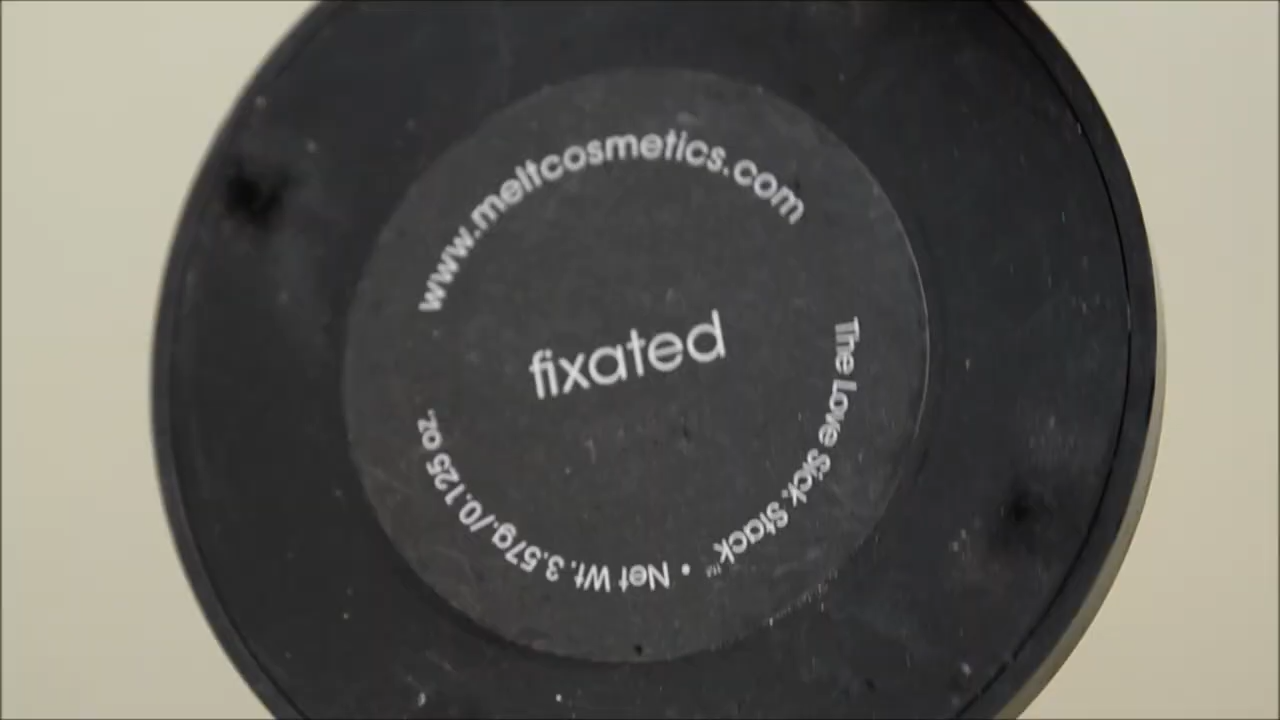 www.meltcosmetics.com
fixated
The Love Sick Stack™ • Net Wt. 3.57g./0.125 oz.